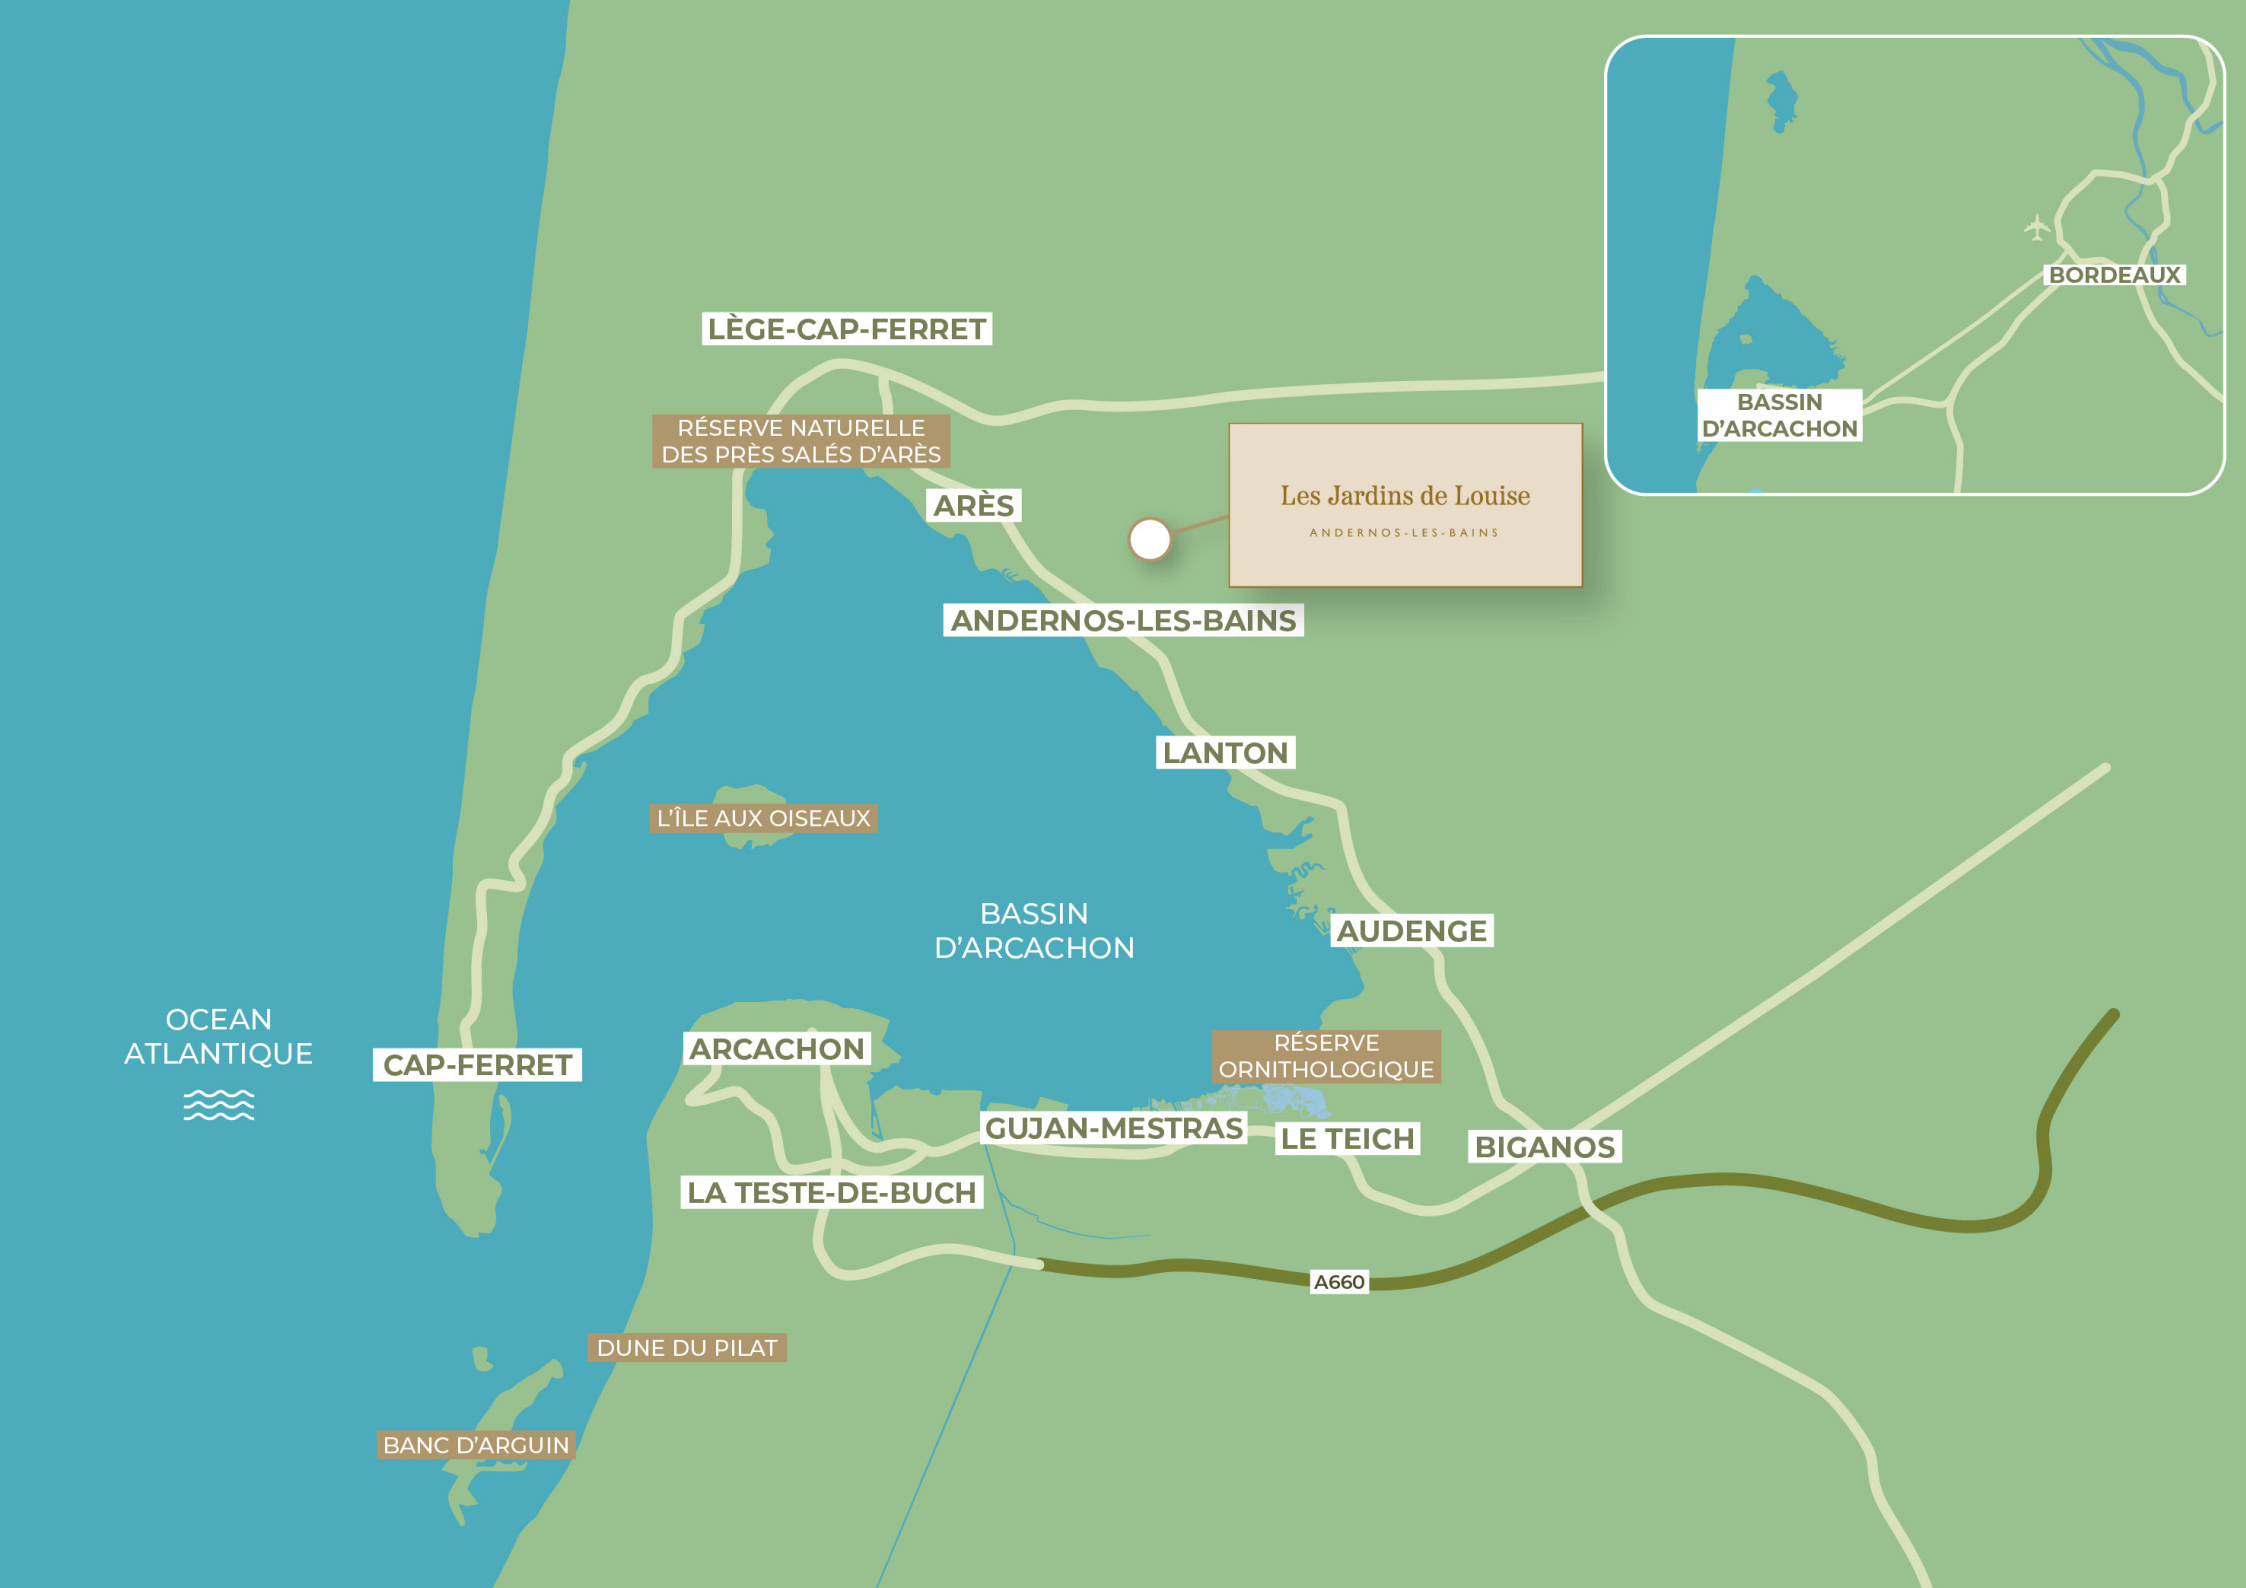 BORDEAUX
BASSIN
D'ARCACHON
LÈGE-CAP-FERRET
RÉSERVE NATURELLE
DES PRÈS SALÉS D'ARÈS
ARÈS
Les Jardins de Louise
ANDERNOS-LES-BAINS
ANDERNOS-LES-BAINS
LANTON
L'ÎLE AUX OISEAUX
BASSIN
D'ARCACHON
AUDENGE
OCEAN
ATLANTIQUE
CAP-FERRET
ARCACHON
RÉSERVE
ORNITHOLOGIQUE
GUJAN-MESTRAS
LE TEICH
BIGANOS
LA TESTE-DE-BUCH
A660
DUNE DU PILAT
BANC D'ARGUIN